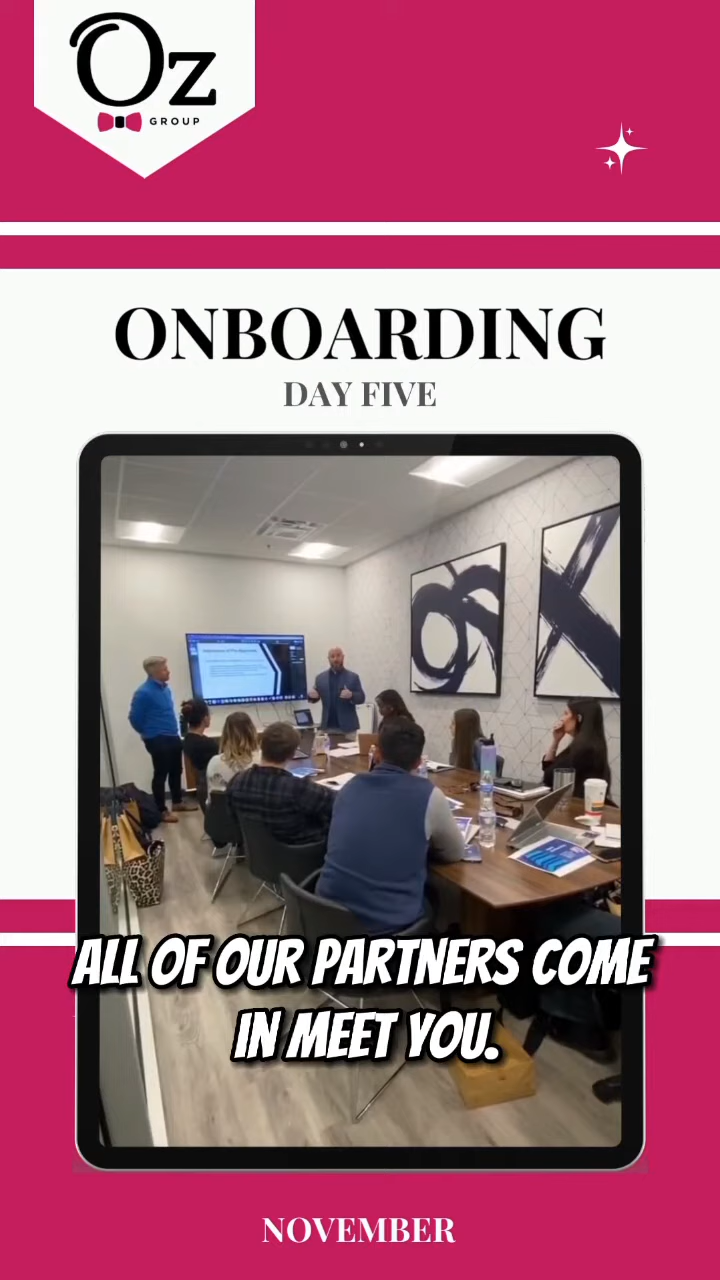 Oz
GROUP
ONBOARDING
DAY FIVE
ALL OF OUR PARTNERS COME
IN MEET YOU.
NOVEMBER